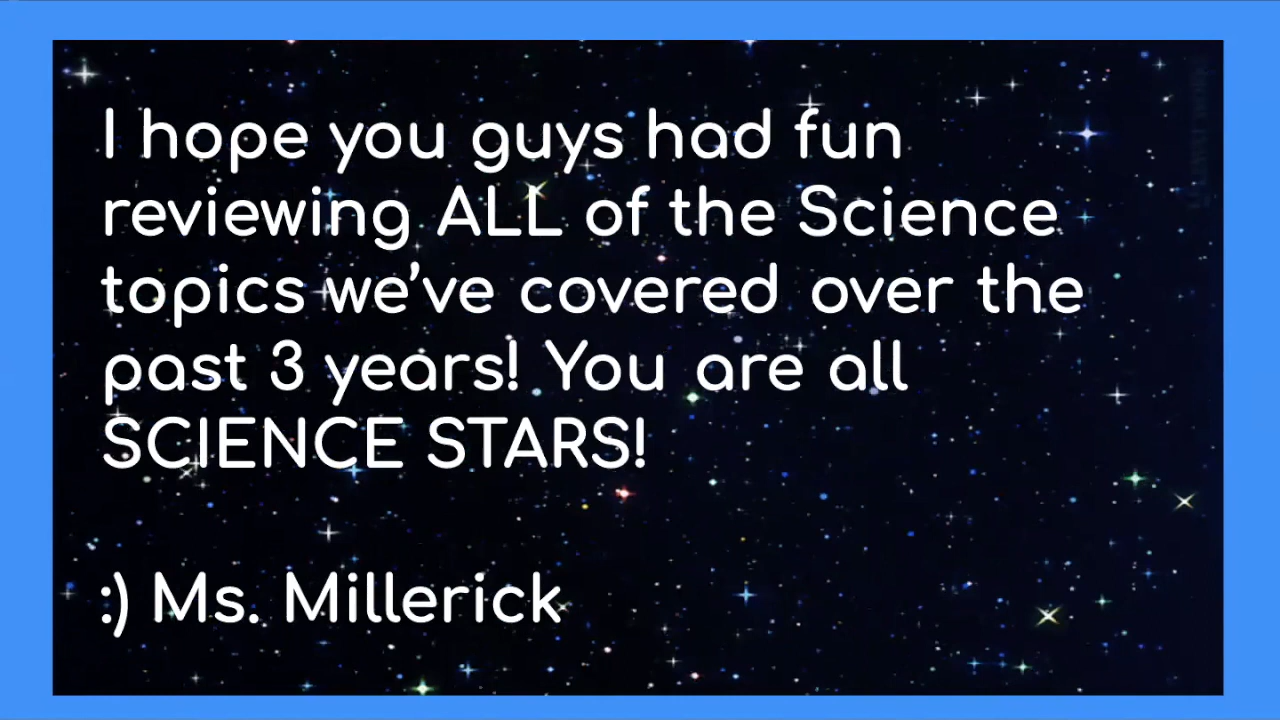 I hope you guys had fun
reviewing ALL of the Science
topics we’ve covered over the
past 3 years! You are all
SCIENCE STARS!
:) Ms. Millerick